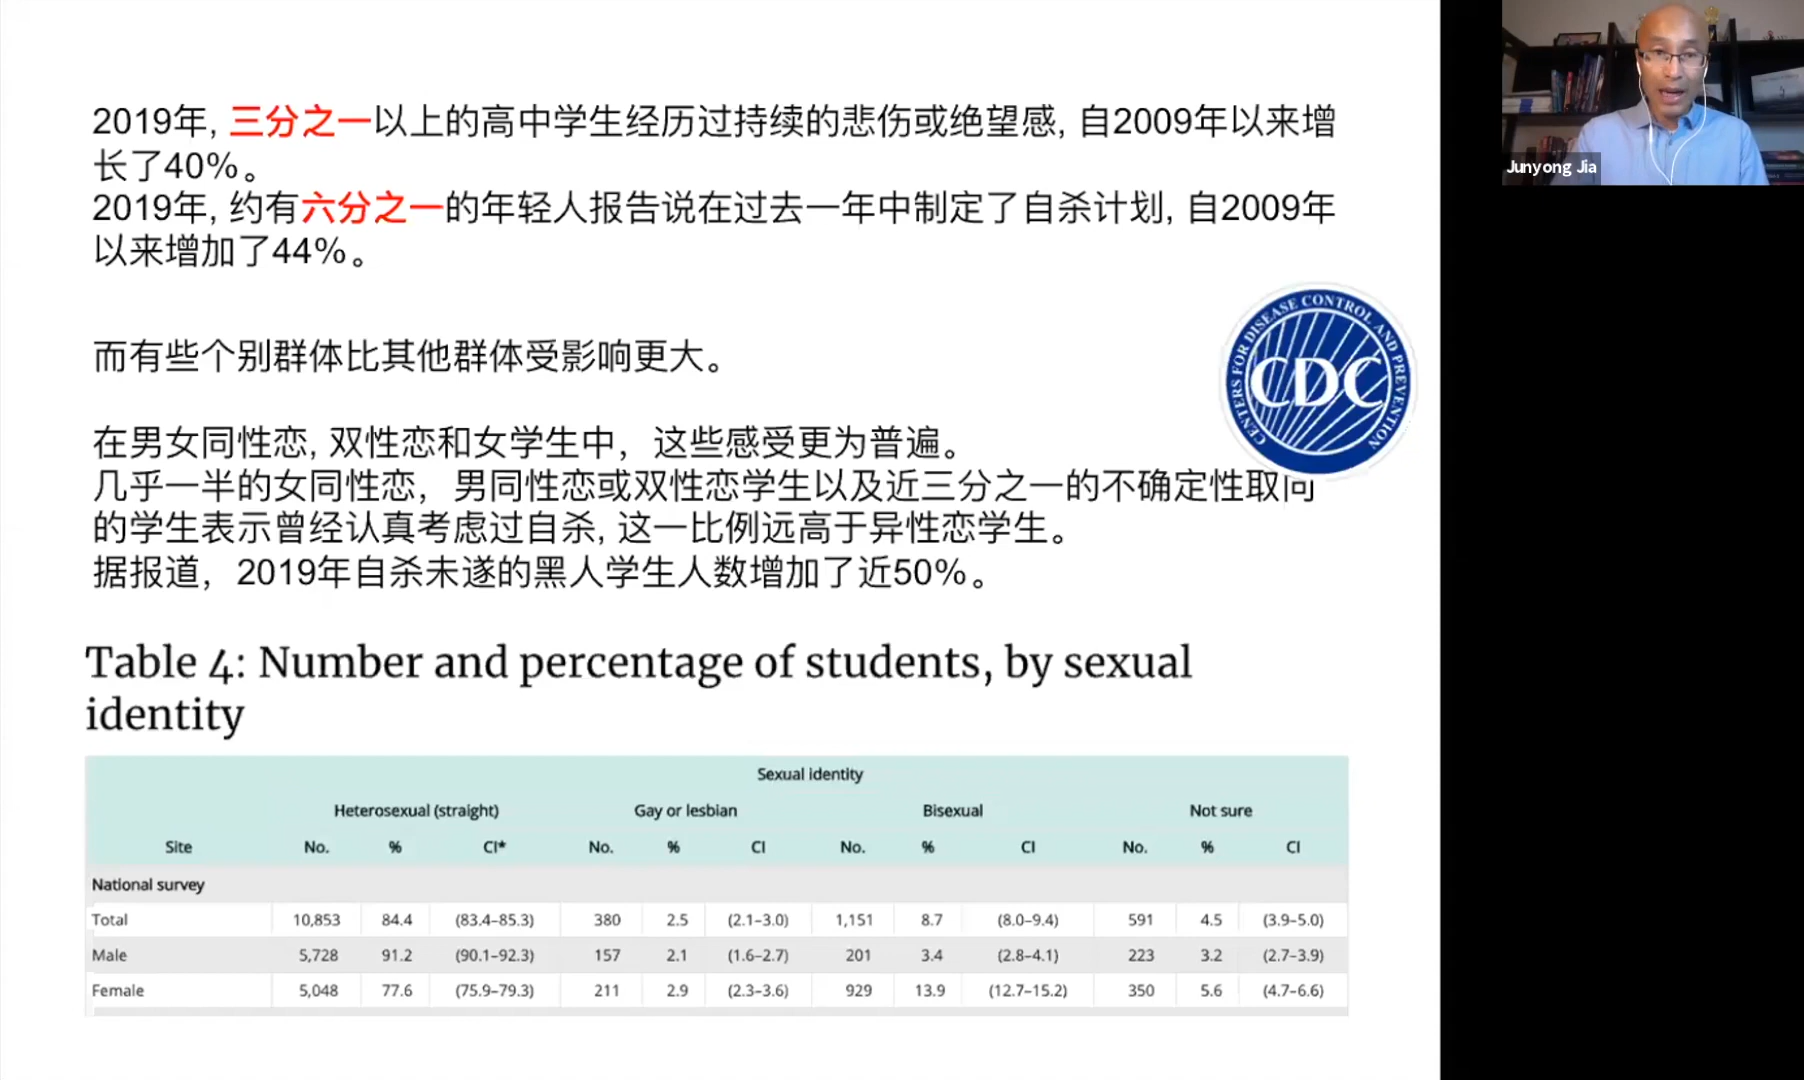 2019年, 三分之一以上的高中学生经历过持续的悲伤或绝望感, 自2009年以来增
长了40%。
2019年, 约有六分之一的年轻人报告说在过去一年中制定了自杀计划, 自2009年
以来增加了44%。
而有些个别群体比其他群体受影响更大。
在男女同性恋, 双性恋和女学生中，这些感受更为普遍。
几乎一半的女同性恋，男同性恋或双性恋学生以及近三分之一的不确定性取向
的学生表示曾经认真考虑过自杀, 这一比例远高于异性恋学生。
据报道，2019年自杀未遂的黑人学生人数增加了近50%。
CENTERS FOR DISEASE CONTROL AND PREVENTION
CDC
Table 4: Number and percentage of students, by sexual
identity
Sexual identity
Heterosexual (straight) Gay or lesbian Bisexual Not sure
Site No. % CI* No. % CI No. % CI No. % CI
National survey
Total 10,853 84.4 (83.4–85.3) 380 2.5 (2.1–3.0) 1,151 8.7 (8.0–9.4) 591 4.5 (3.9–5.0)
Male 5,728 91.2 (90.1–92.3) 157 2.1 (1.6–2.7) 201 3.4 (2.8–4.1) 223 3.2 (2.7–3.9)
Female 5,048 77.6 (75.9–79.3) 211 2.9 (2.3–3.6) 929 13.9 (12.7–15.2) 350 5.6 (4.7–6.6)
Junyong Jia